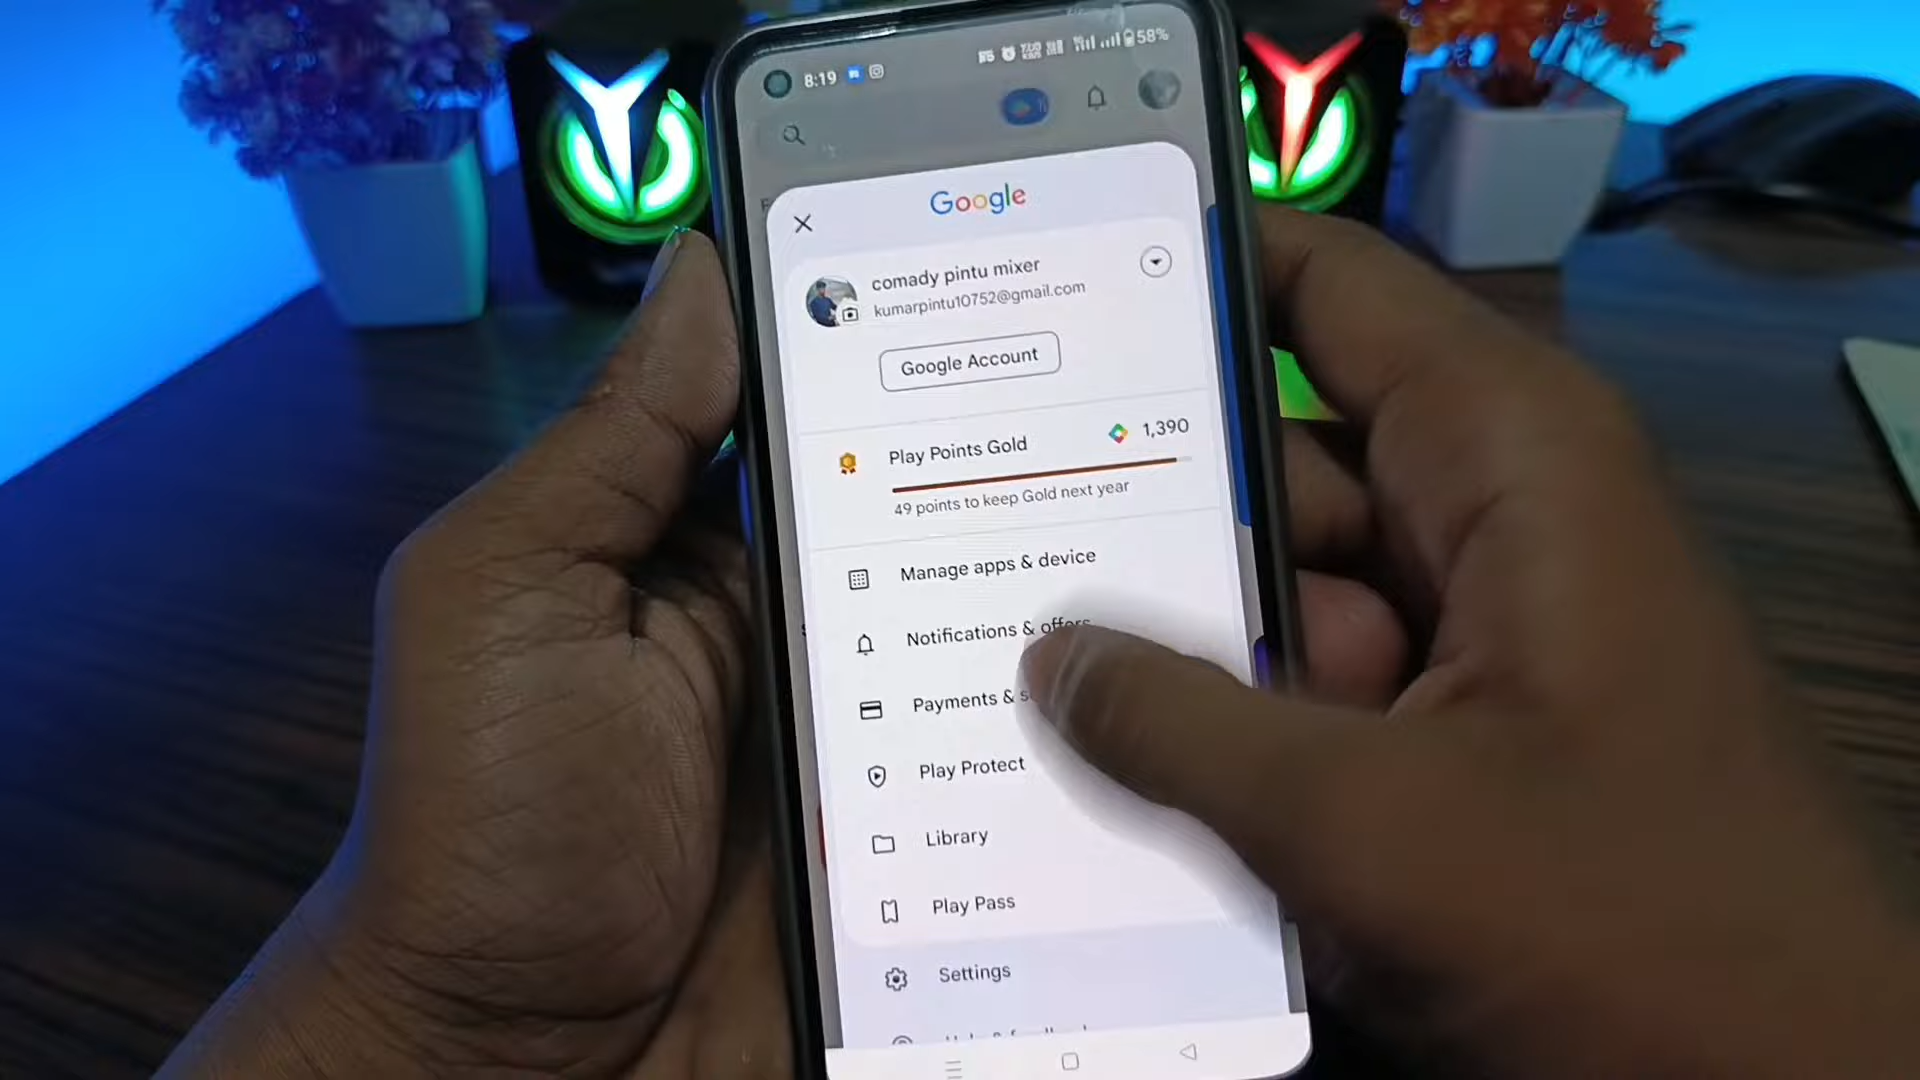 8:19
58%
Google
comady pintu mixer
kumarpintu10752@gmail.com
Google Account
Play Points Gold
1,390
49 points to keep Gold next year
Manage apps & device
Notifications & offers
Payments &
Play Protect
Library
Play Pass
Settings